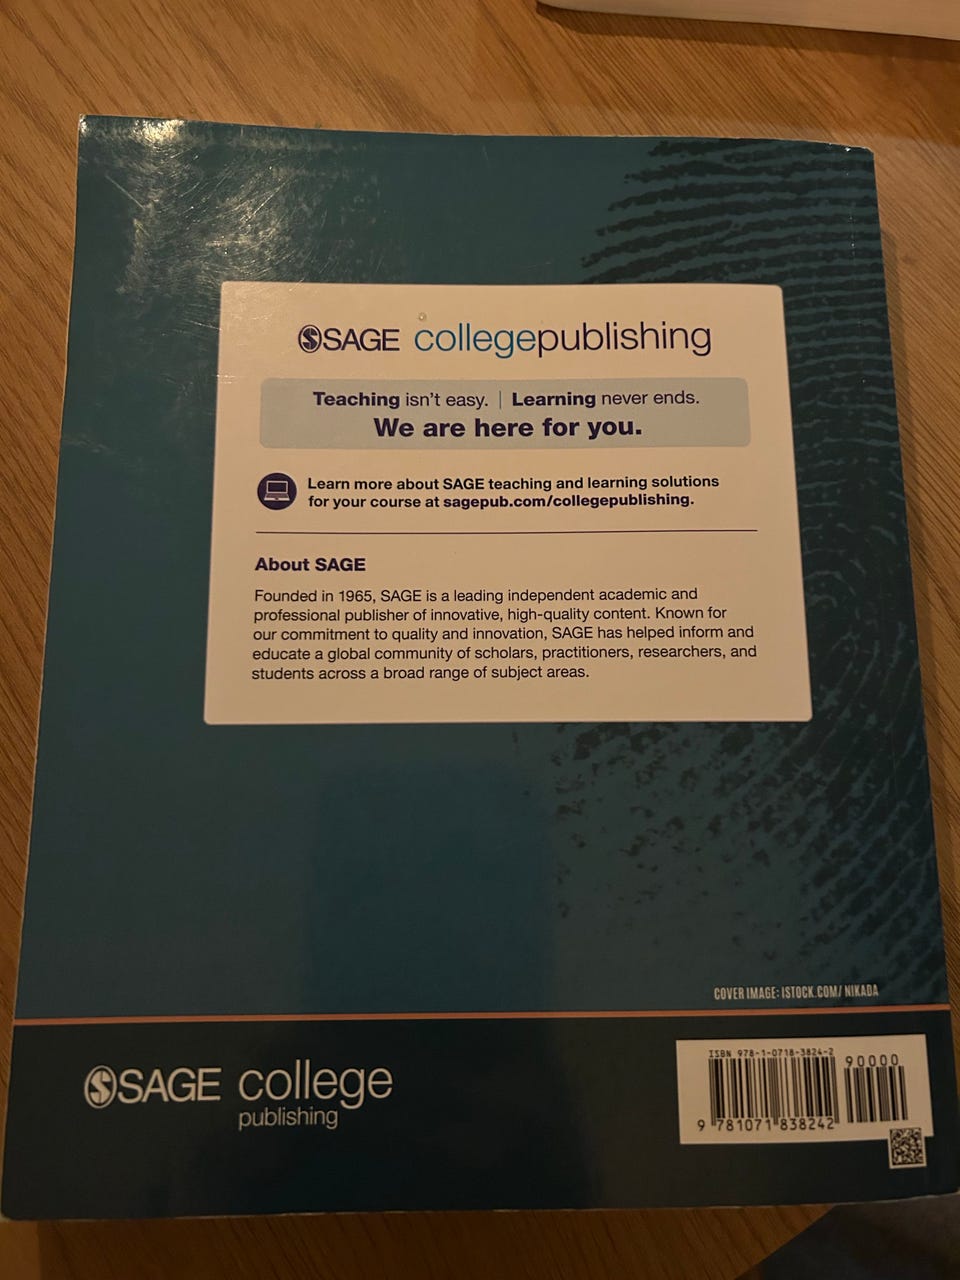 SAGE collegepublishing
Teaching isn't easy. | Learning never ends.
We are here for you.
Learn more about SAGE teaching and learning solutions
for your course at sagepub.com/collegepublishing.
About SAGE
Founded in 1965, SAGE is a leading independent academic and
professional publisher of innovative, high-quality content. Known for
our commitment to quality and innovation, SAGE has helped inform and
educate a global community of scholars, practitioners, researchers, and
students across a broad range of subject areas.
COVER IMAGE: ISTOCK.COM/ NIKADA
SAGE college
publishing
ISBN 978-1-0718-3824-2
90000
9 781071 838242